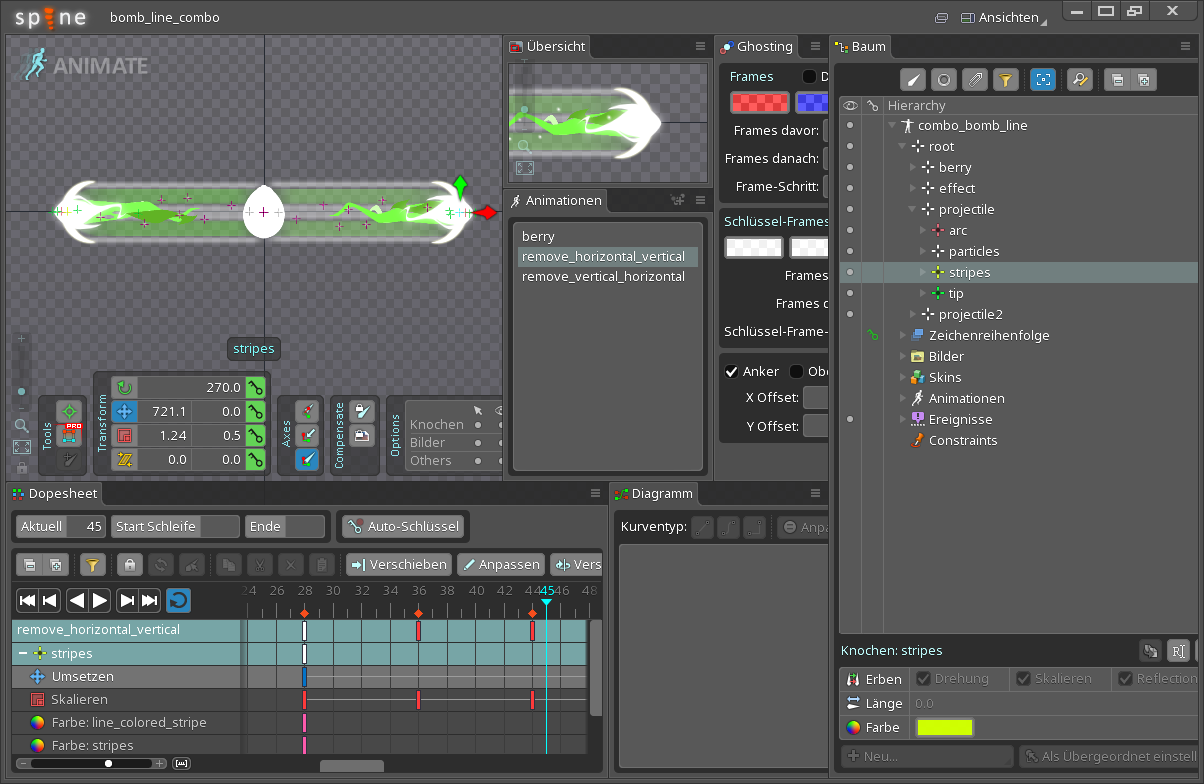 spine
bomb_line_combo
Ansichten
ANIMATE
stripes
Tools
PRO
Transform
270.0
721.1 0.0
1.24 0.5
0.0 0.0
Axes
Compensate
Options
Knochen
Bilder
Others
Übersicht
Animationen
berry
remove_horizontal_vertical
remove_vertical_horizontal
Ghosting
Frames
D
Frames davor:
Frames danach:
Frame-Schritt:
Schlüssel-Frames
Frames
Frames d
Schlüssel-Frame-
Anker Obe
X Offset:
Y Offset:
Baum
Hierarchy
combo_bomb_line
root
berry
effect
projectile
arc
particles
stripes
tip
projectile2
Zeichenreihenfolge
Bilder
Skins
Animationen
Ereignisse
Constraints
Knochen: stripes
Erben Drehung Skalieren Reflection
Länge 0.0
Farbe
Neu... Als Übergeordnet einstell
Dopesheet
Aktuell 45 Start Schleife Ende Auto-Schlüssel
Verschieben Anpassen Vers
24 26 28 30 32 34 36 38 40 42 44 45 46 48
remove_horizontal_vertical
stripes
Umsetzen
Skalieren
Farbe: line_colored_stripe
Farbe: stripes
Diagramm
Kurventyp: Anpa